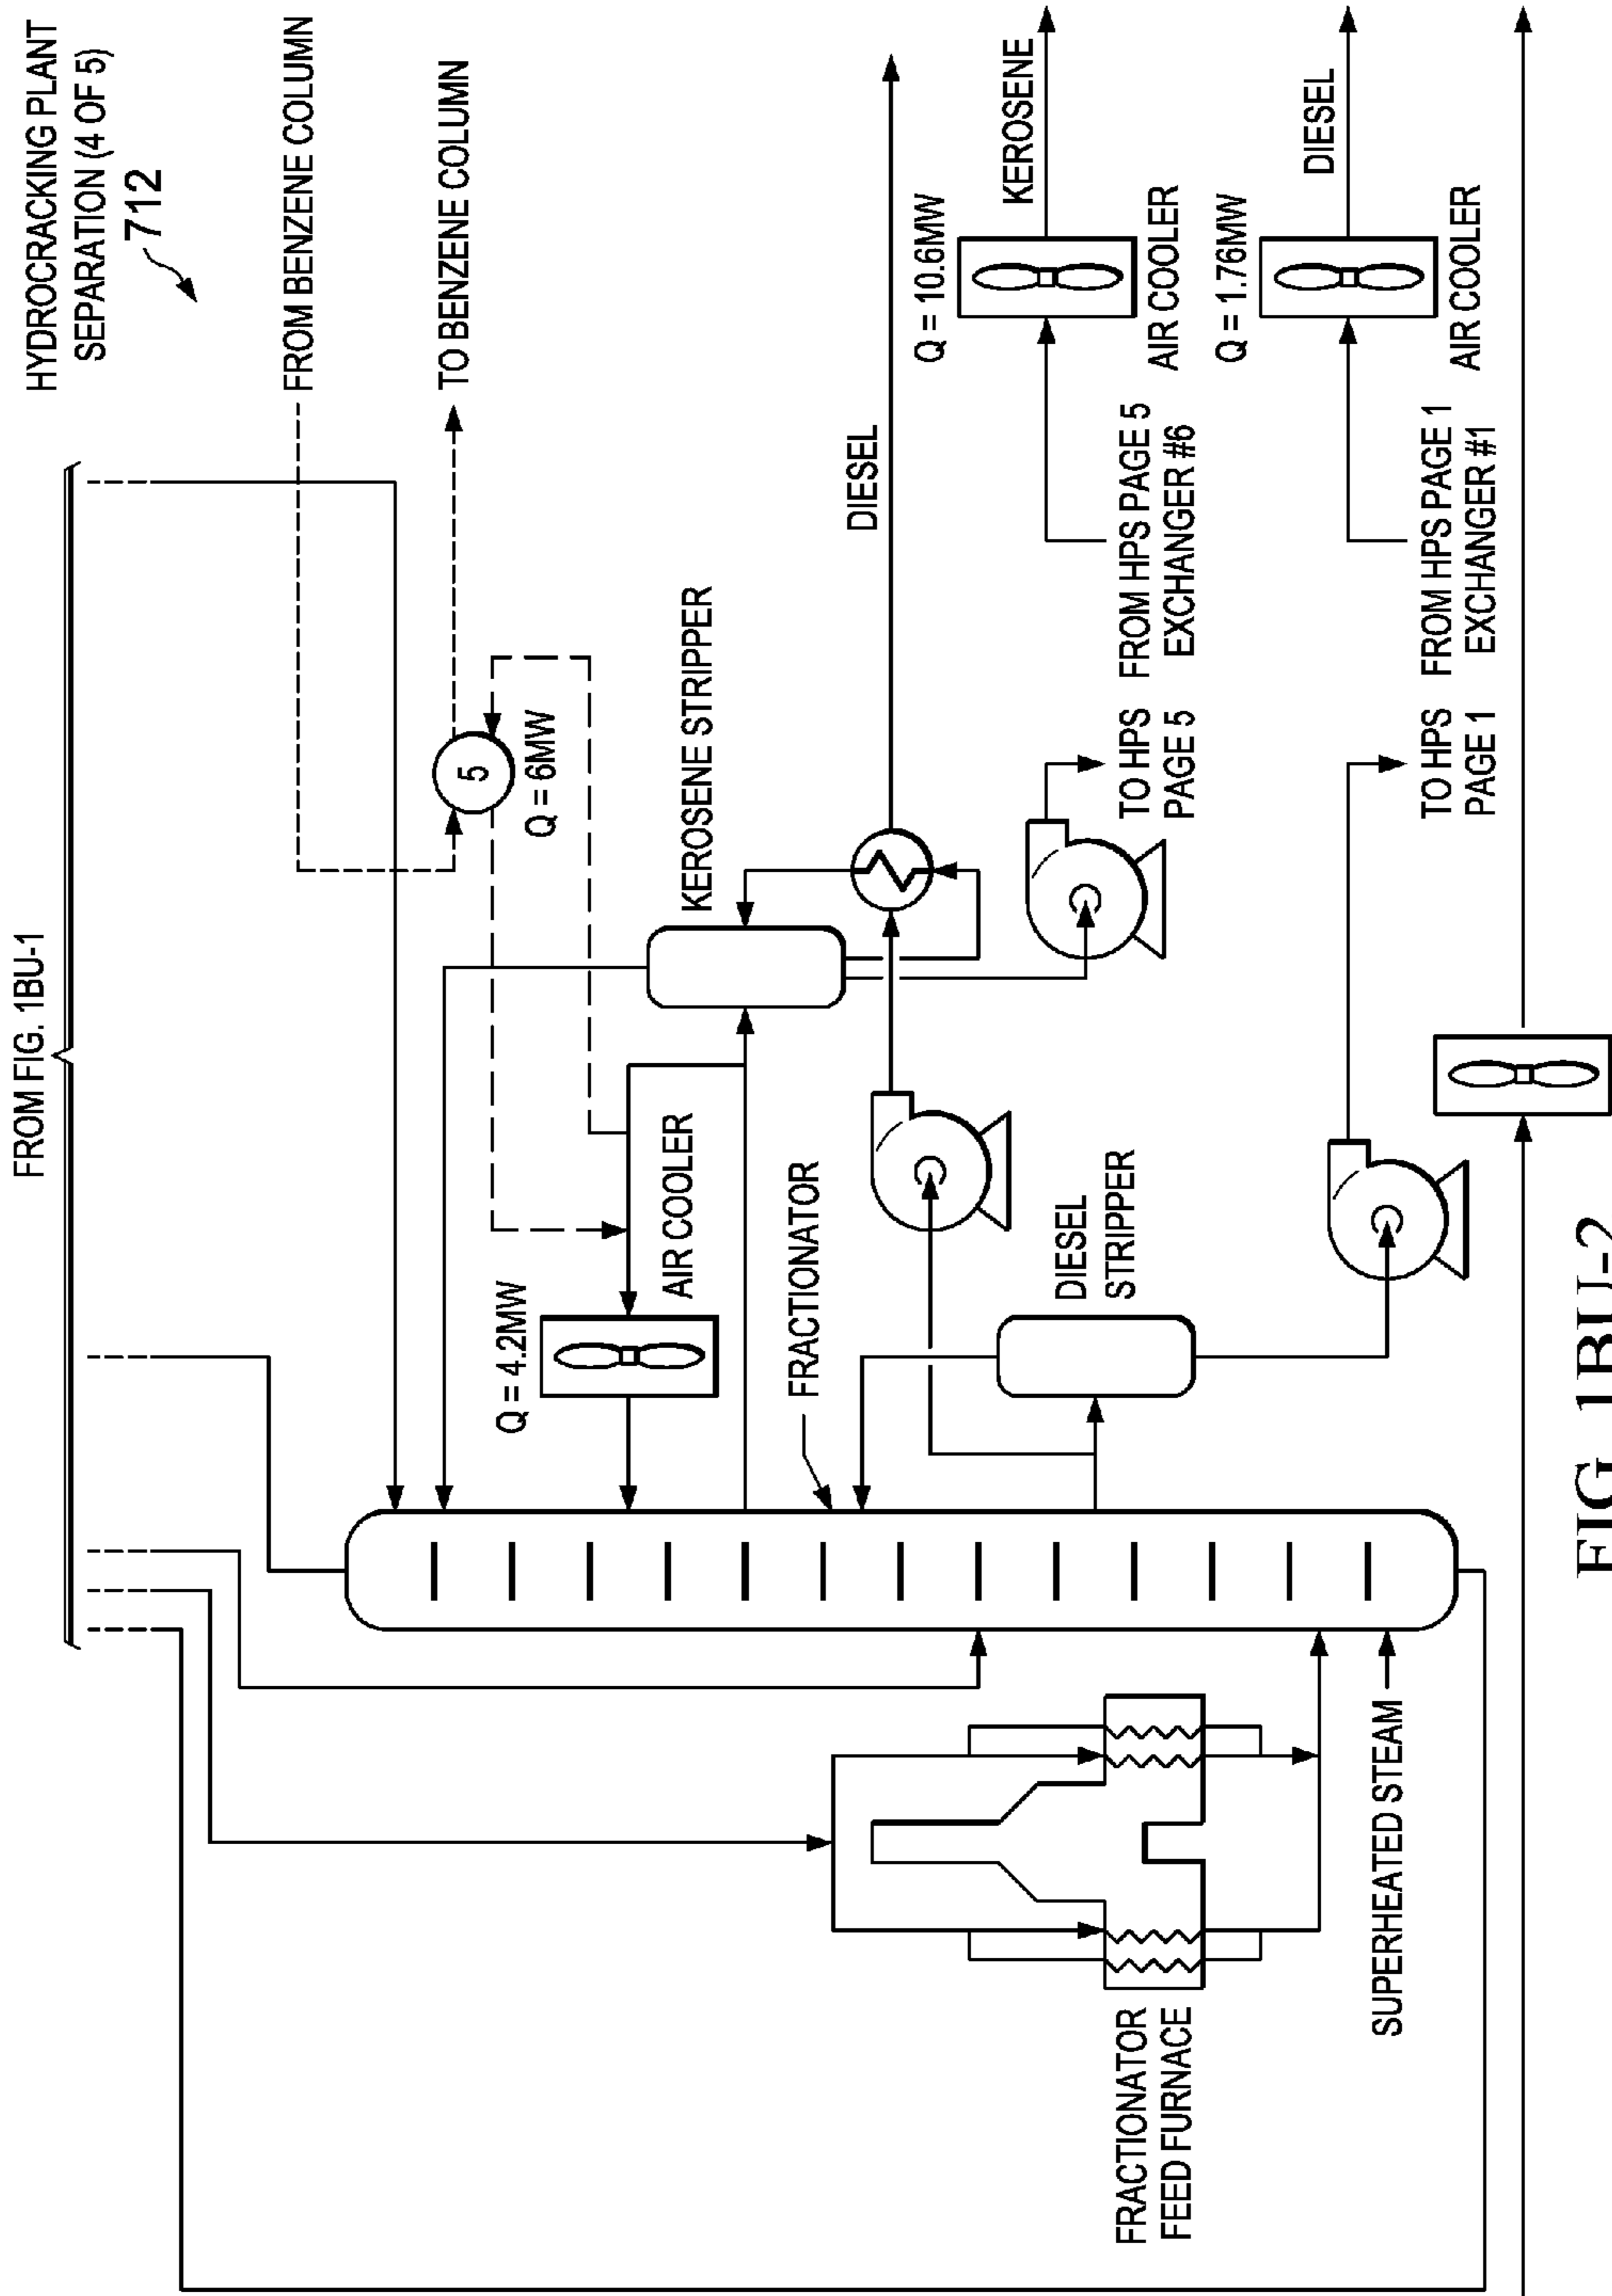 FROM FIG. 1BU-1
HYDROCRACKING PLANT
SEPARATION (4 OF 5)
712
FROM BENZENE COLUMN
TO BENZENE COLUMN
5
Q = 6MW
KEROSENE STRIPPER
DIESEL
Q = 4.2MW
AIR COOLER
FRACTIONATOR
DIESEL
STRIPPER
Q = 10.6MW
KEROSENE
AIR COOLER
TO HPS
PAGE 5
FROM HPS PAGE 5
EXCHANGER #6
Q = 1.76MW
DIESEL
AIR COOLER
TO HPS
PAGE 1
FROM HPS PAGE 1
EXCHANGER #1
FRACTIONATOR
FEED FURNACE
SUPERHEATED STEAM
FIG. 1BU-2